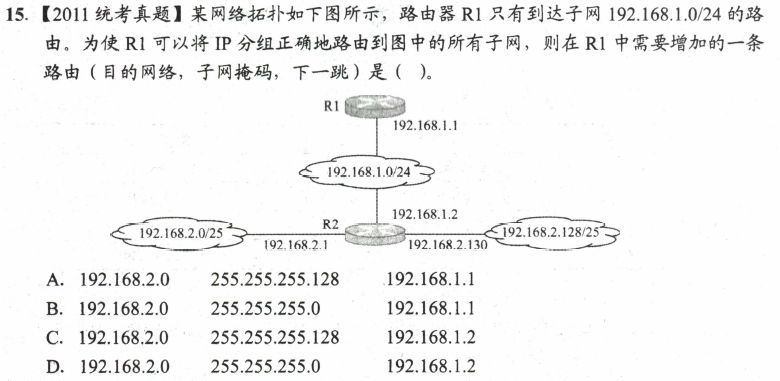 15.【2011 统考真题】某网络拓扑如下图所示，路由器 R1 只有到达子网 192.168.1.0/24 的路
由。为使 R1 可以将 IP 分组正确地路由到图中的所有子网，则在 R1 中需要增加的一条
路由（目的网络，子网掩码，下一跳）是（ ）。
R1
192.168.1.1
192.168.1.0/24
192.168.1.2
R2
192.168.2.0/25
192.168.2.1
192.168.2.130
192.168.2.128/25
A. 192.168.2.0 255.255.255.128 192.168.1.1
B. 192.168.2.0 255.255.255.0 192.168.1.1
C. 192.168.2.0 255.255.255.128 192.168.1.2
D. 192.168.2.0 255.255.255.0 192.168.1.2